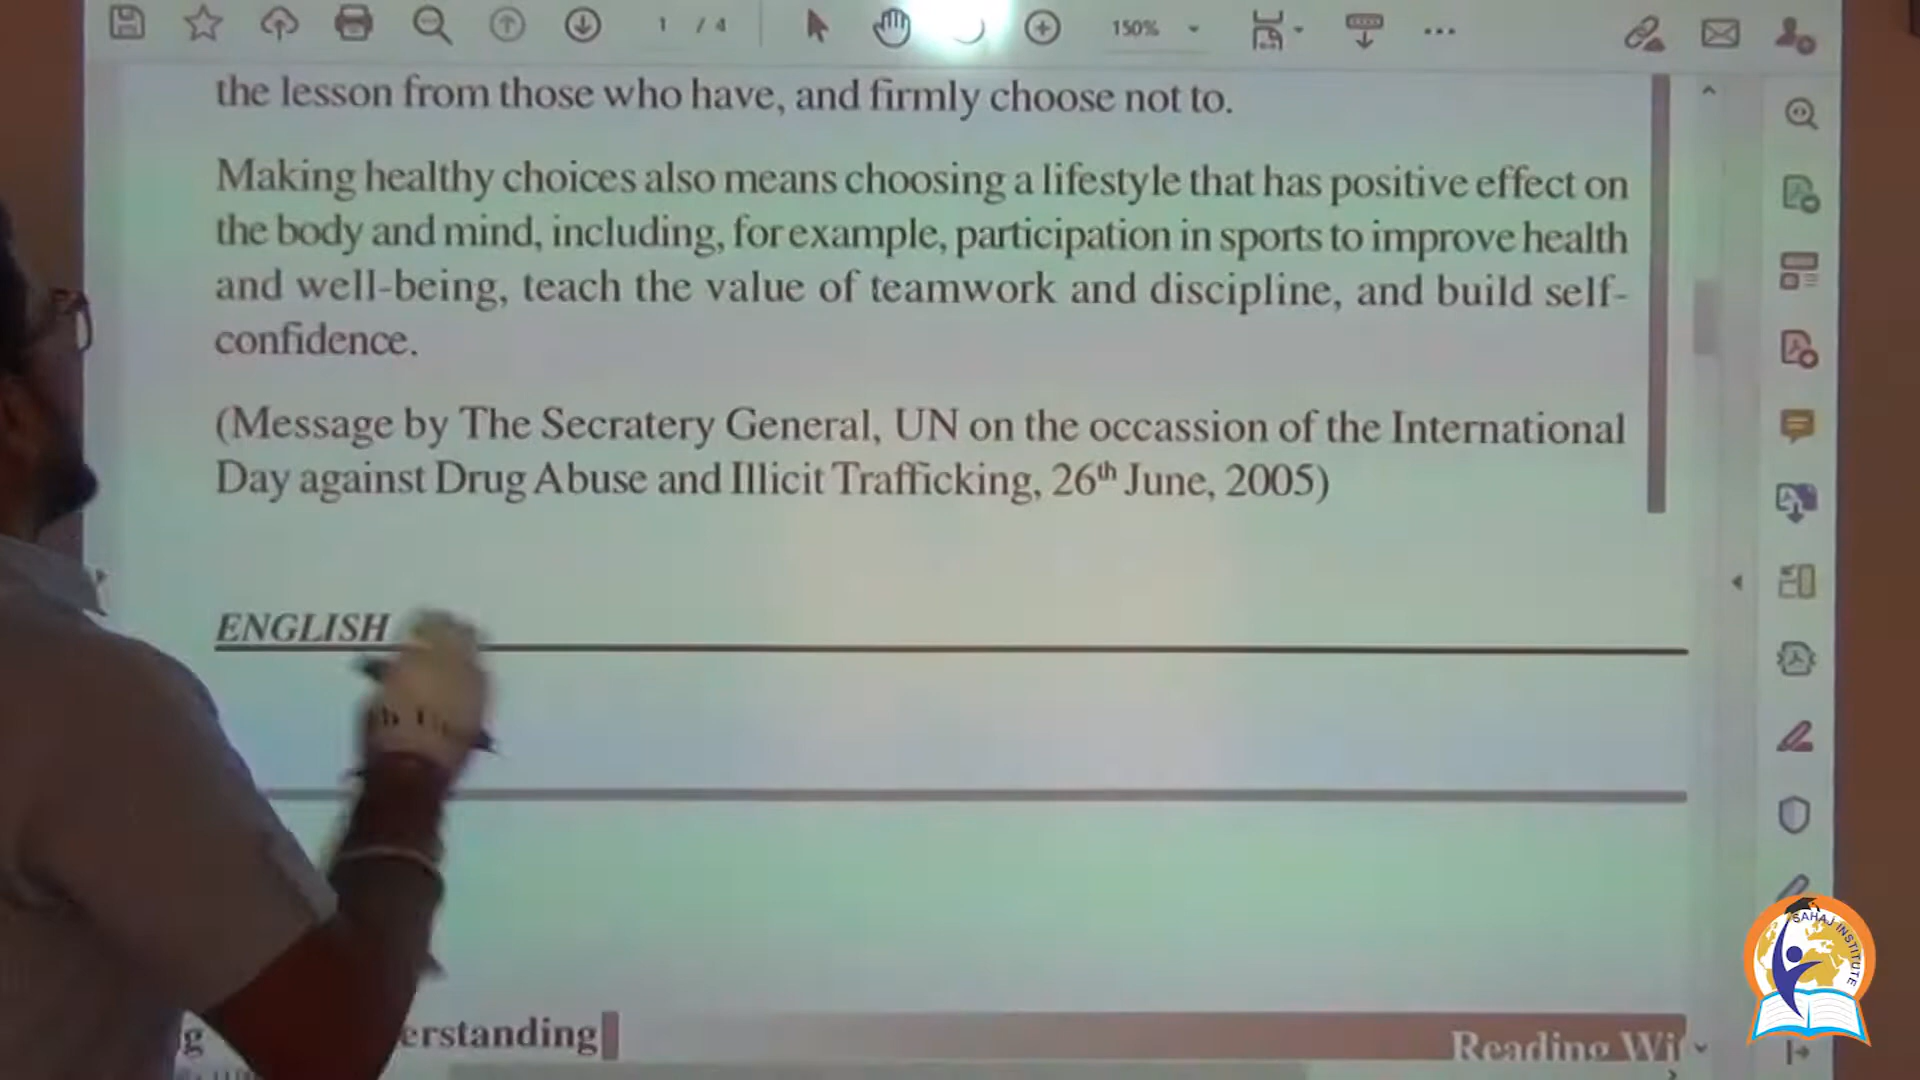 1 / 4
150%
the lesson from those who have, and firmly choose not to.
Making healthy choices also means choosing a lifestyle that has positive effect on
the body and mind, including, for example, participation in sports to improve health
and well-being, teach the value of teamwork and discipline, and build self-
confidence.
(Message by The Secratery General, UN on the occassion of the International
Day against Drug Abuse and Illicit Trafficking, 26th June, 2005)
ENGLISH
erstanding
Reading Wi
SAHAJ INSTITUTE